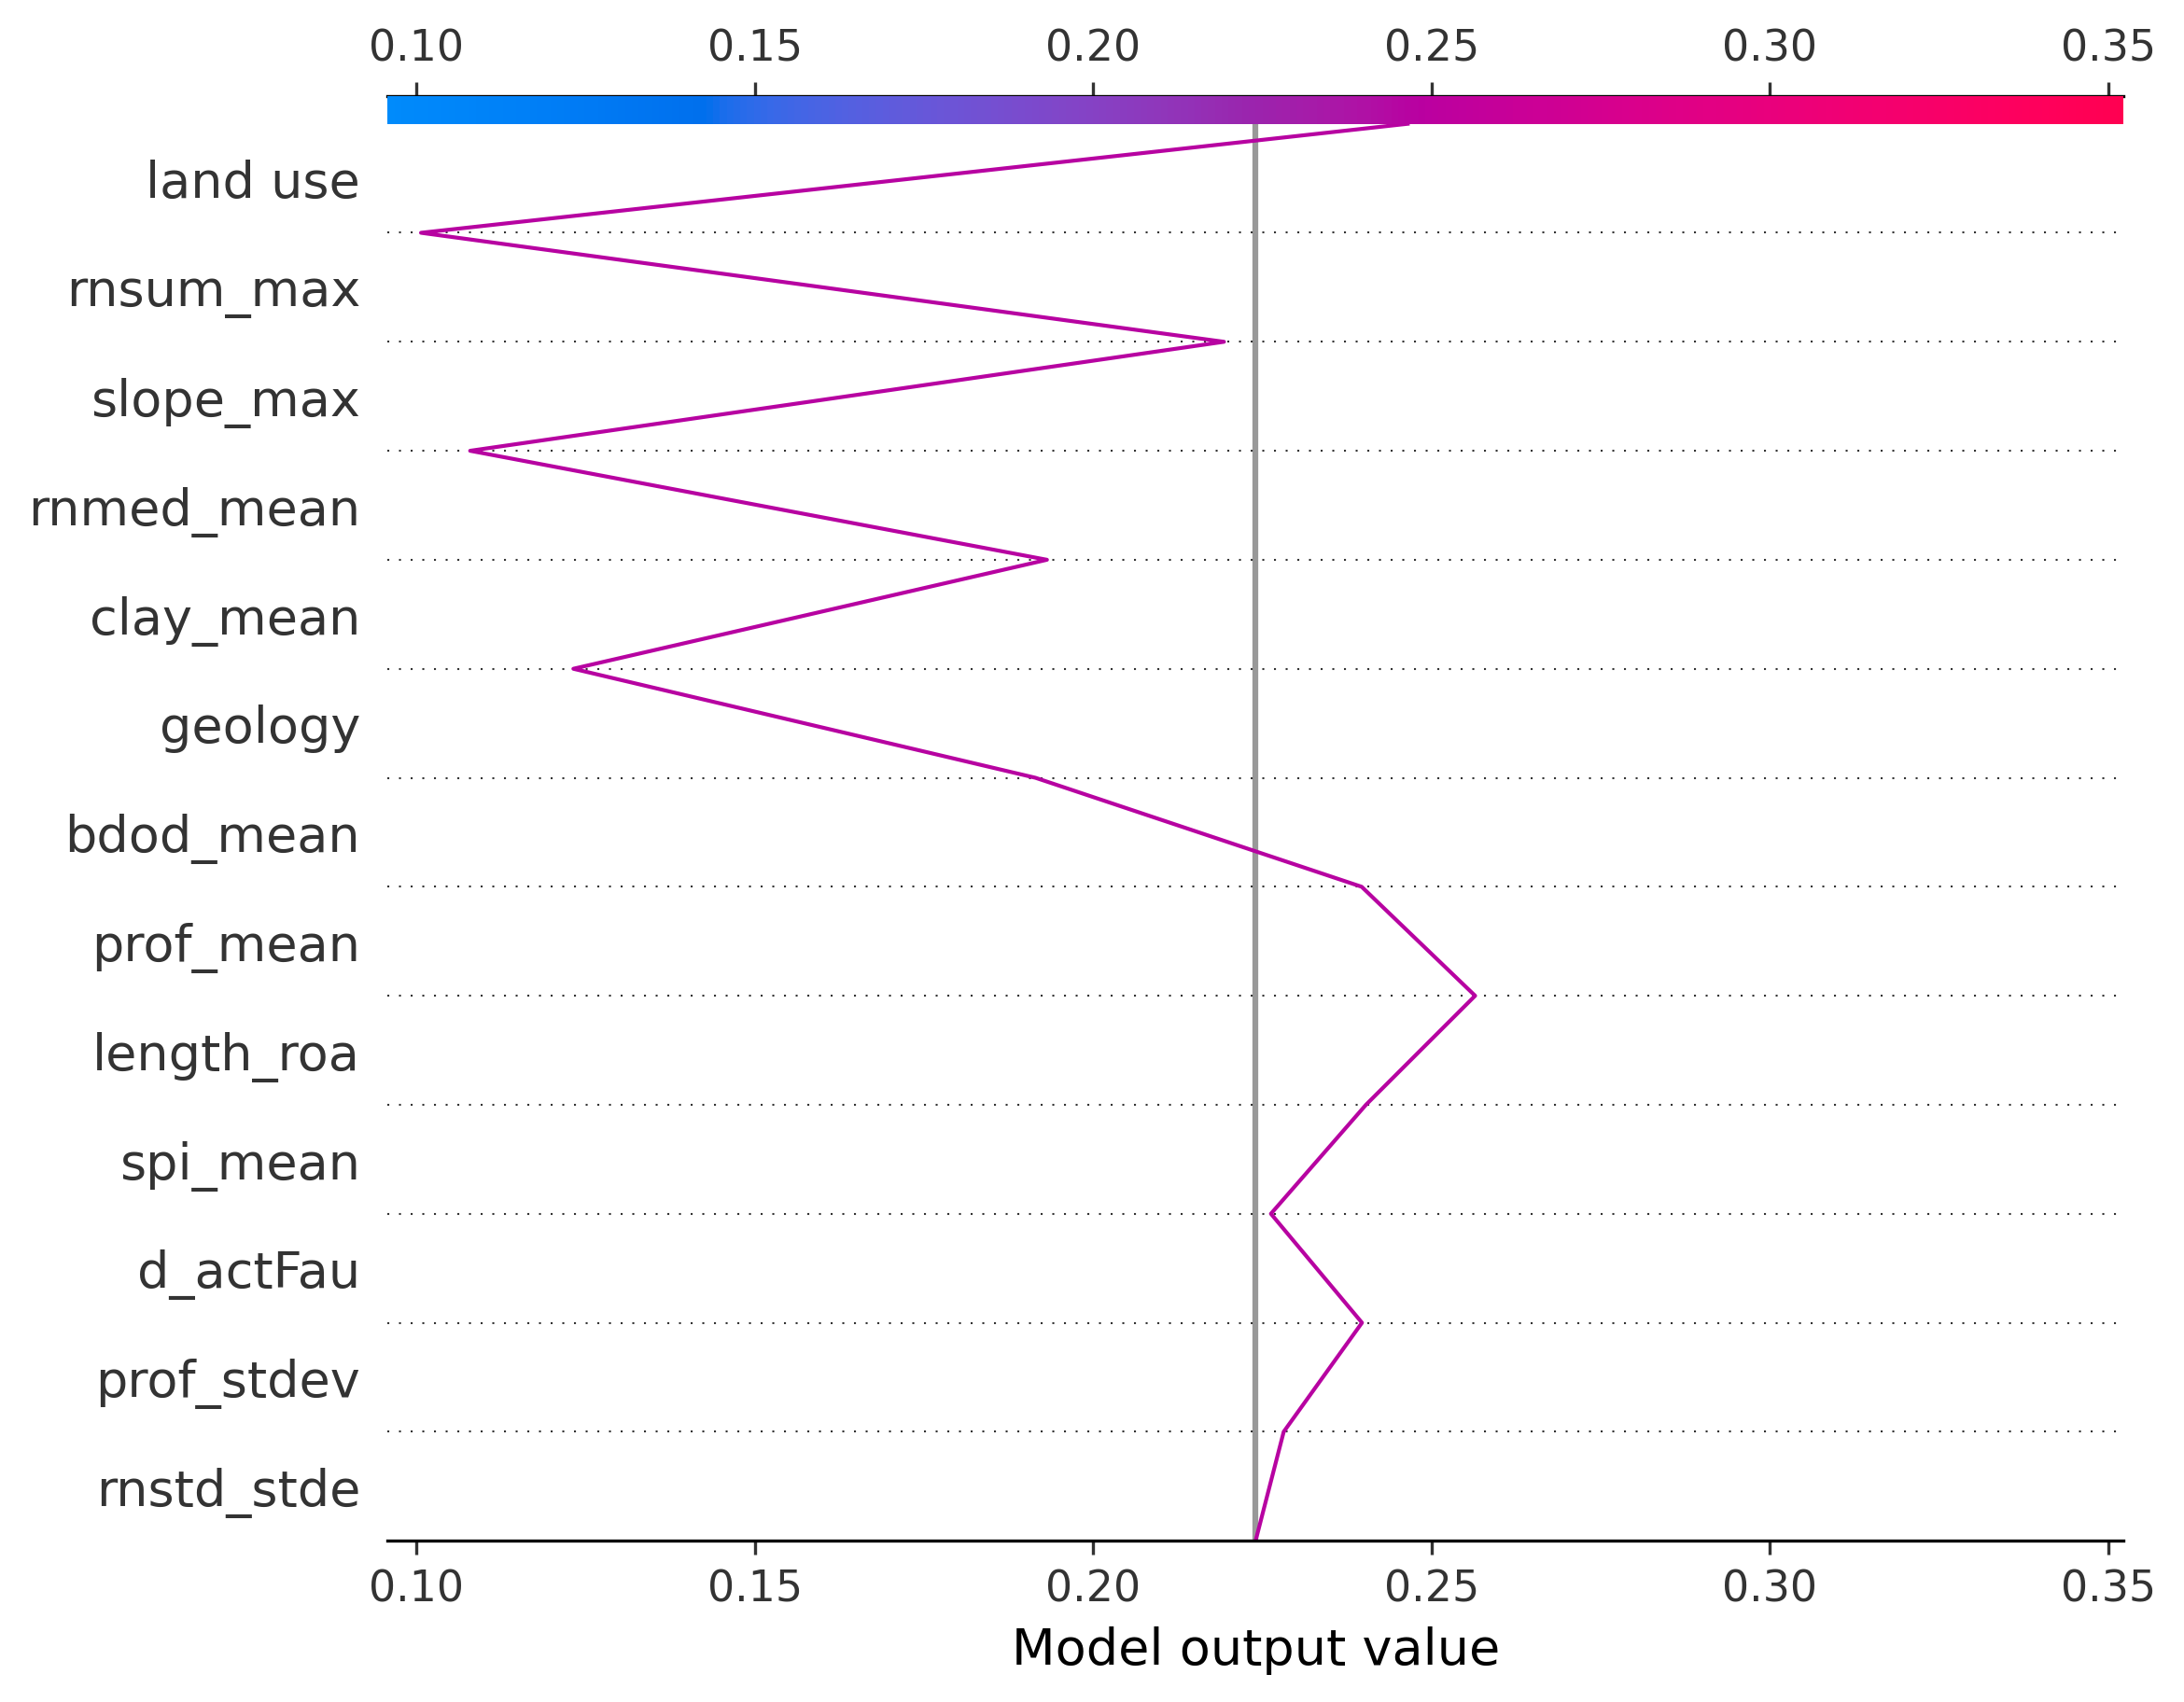 0.10 0.15 0.20 0.25 0.30 0.35
land use
rnsum_max
slope_max
rnmed_mean
clay_mean
geology
bdod_mean
prof_mean
length_roa
spi_mean
d_actFau
prof_stdev
rnstd_stde
0.10 0.15 0.20 0.25 0.30 0.35
Model output value